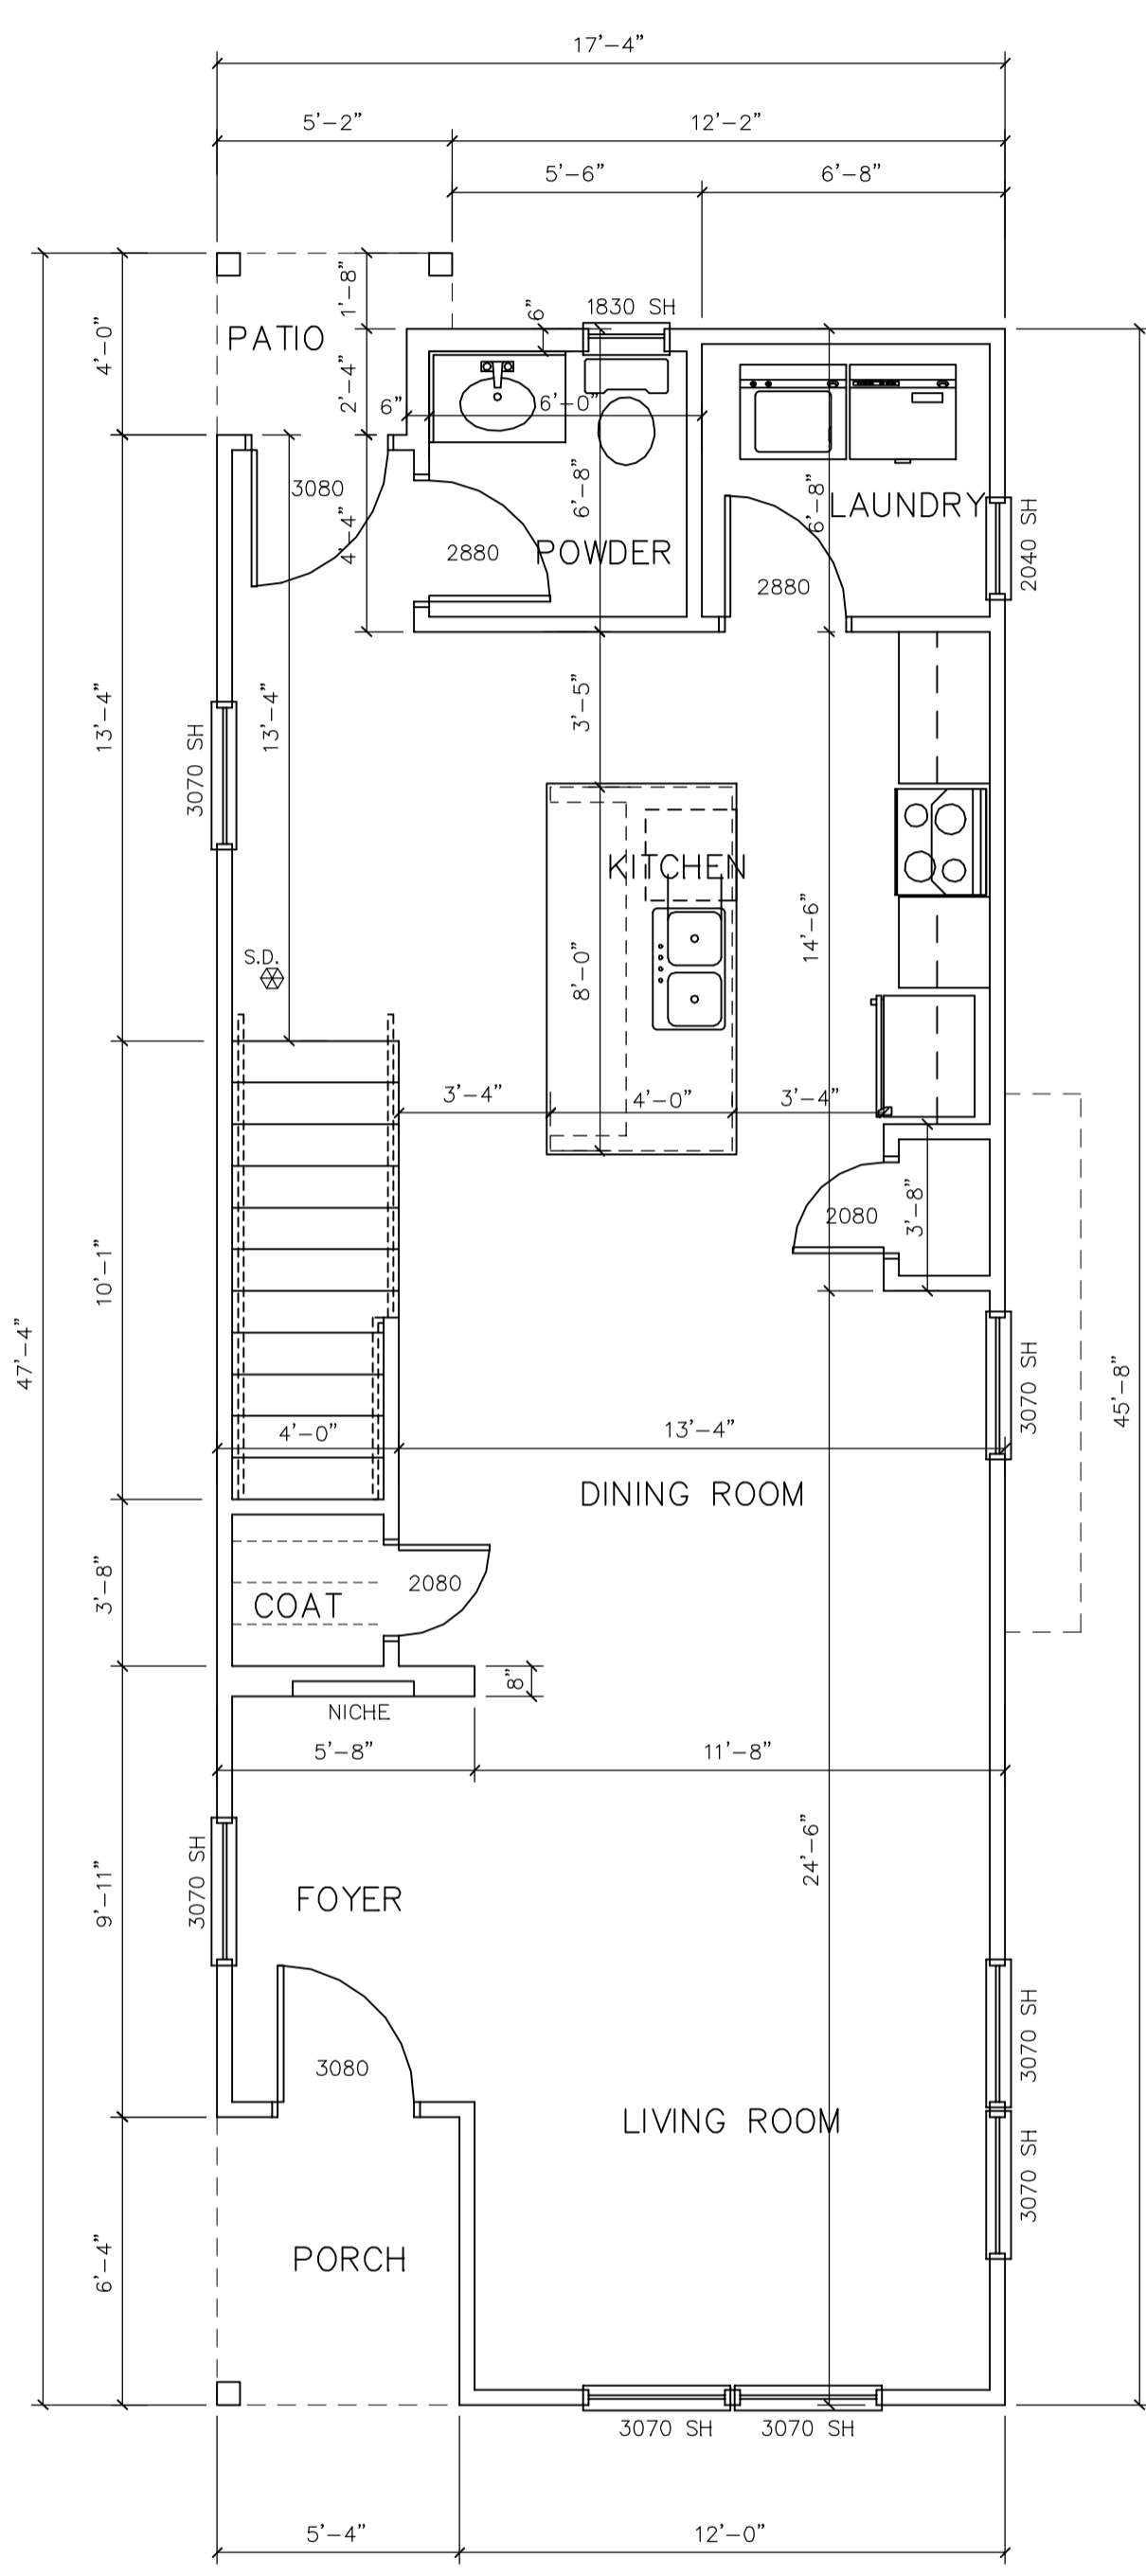 17'-4"
5'-2" 12'-2"
5'-6" 6'-8"
1830 SH
6"
1'-8"
4'-0"
PATIO
2'-4"
6" 6'-0"
3080
6'-8"
6'-8"
LAUNDRY
2040 SH
4'-4"
2880 POWDER
2880
13'-4"
13'-4"
3'-5"
3070 SH
KITCHEN
14'-6"
S.D.
8'-0"
3'-4" 4'-0" 3'-4"
2080
3'-8"
10'-1"
47'-4"
3070 SH
45'-8"
4'-0" 13'-4"
DINING ROOM
3'-8"
2080
COAT
8"
NICHE
5'-8" 11'-8"
24'-6"
3070 SH
9'-11"
FOYER
3070 SH
3080
LIVING ROOM
3070 SH
PORCH
6'-4"
3070 SH 3070 SH
5'-4" 12'-0"